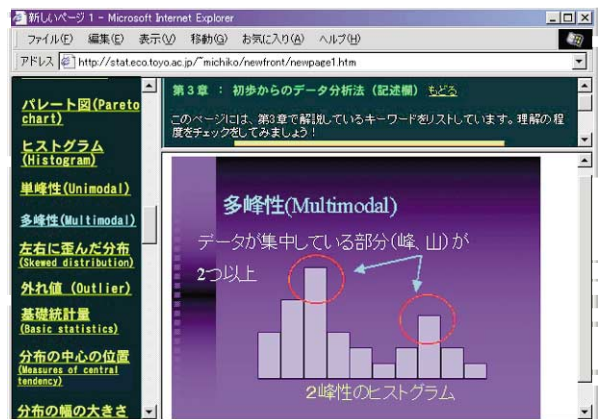 新しいページ 1 - Microsoft Internet Explorer
ファイル(F) 編集(E) 表示(V) 移動(G) お気に入り(A) ヘルプ(H)
アドレス http://stat.eco.toyo.ac.jp/~michiko/newfront/newpage1.htm
パレート図(Pareto
chart)
ヒストグラム
(Histogram)
単峰性(Unimodal)
多峰性(Multimodal)
左右に歪んだ分布
(Skewed distribution)
外れ値 (Outlier)
基礎統計量
(Basic statistics)
分布の中心の位置
(Measures of central
tendency)
分布の幅の大きさ
第3章 : 初歩からのデータ分析法(記述欄) もどる
このページには、第3章で解説しているキーワードをリストしています。理解の程
度をチェックをしてみましょう!
多峰性(Multimodal)
データが集中している部分(峰、山)が
2つ以上
2峰性のヒストグラム